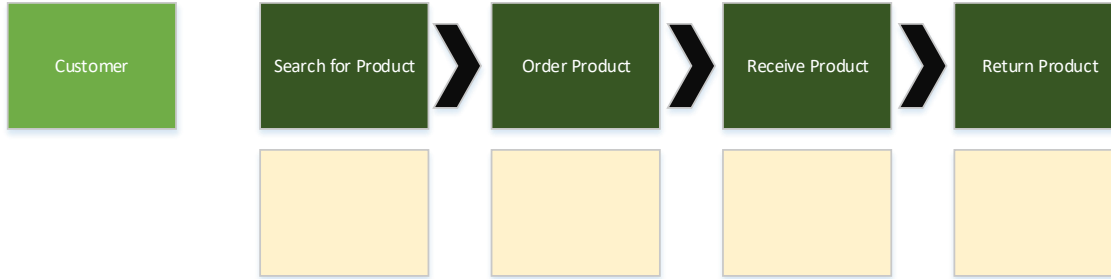 Customer
Search for Product
Order Product
Receive Product
Return Product